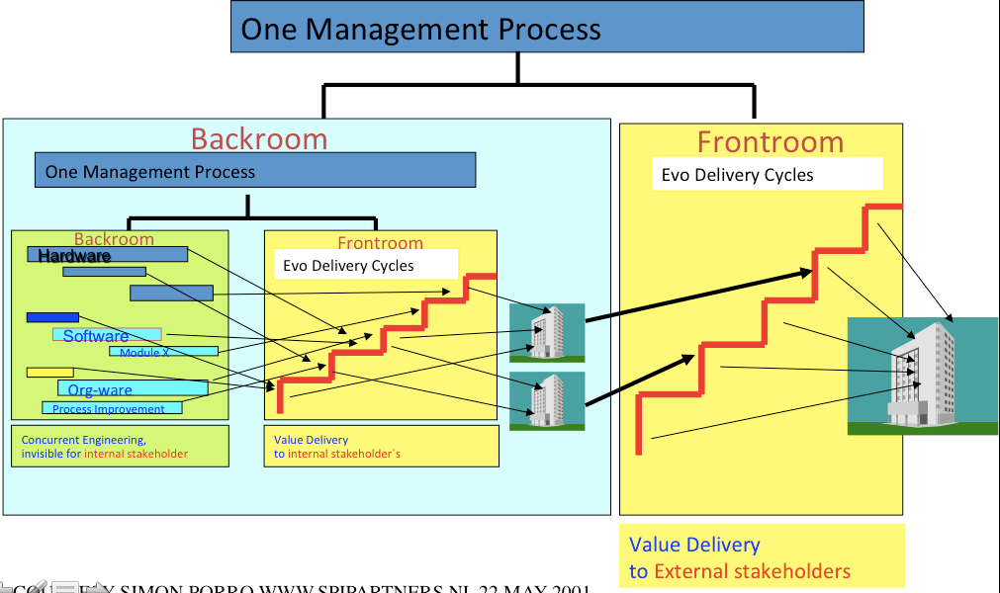 One Management Process
Backroom
One Management Process
Backroom
Hardware
Software
Module X
Org-ware
Process Improvement
Concurrent Engineering,
invisible for internal stakeholder
Frontroom
Evo Delivery Cycles
Value Delivery
to internal stakeholder`s
Frontroom
Evo Delivery Cycles
Value Delivery
to External stakeholders
SIMON PORRO WWW.SPIPARTNERS.NL 22 MAY 2001